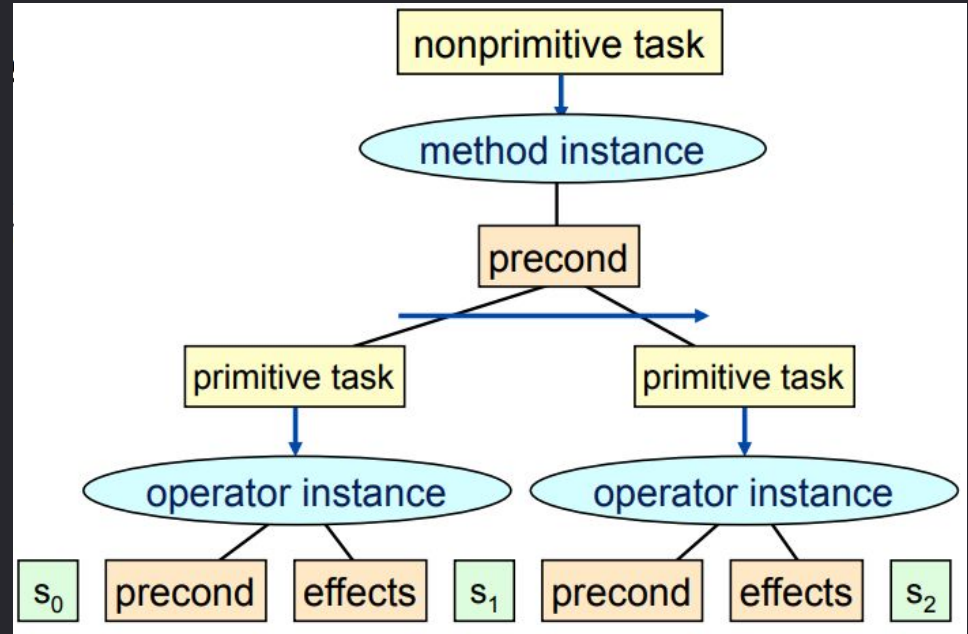 nonprimitive task
method instance
precond
primitive task primitive task
operator instance operator instance
s₀ precond effects s₁ precond effects s₂